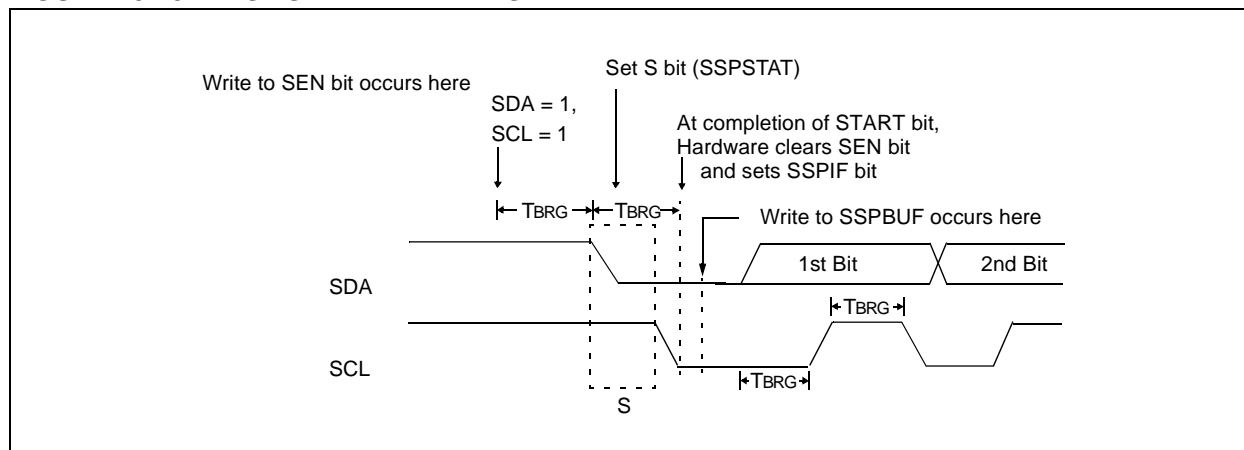 Write to SEN bit occurs here
Set S bit (SSPSTAT)
SDA = 1,
SCL = 1
At completion of START bit,
Hardware clears SEN bit
and sets SSPIF bit
TBRG
TBRG
Write to SSPBUF occurs here
SDA
1st Bit
2nd Bit
TBRG
SCL
TBRG
S